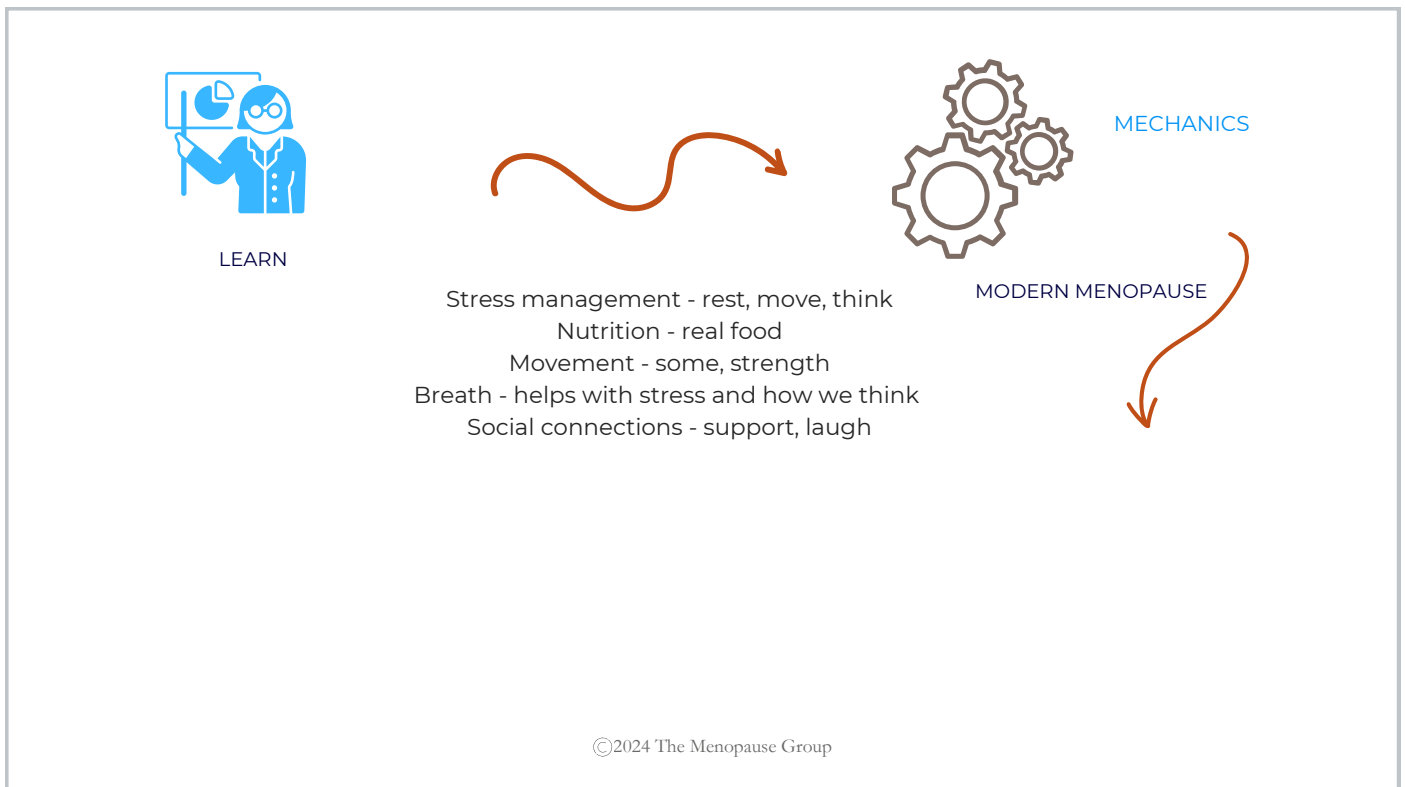 MECHANICS
LEARN
MODERN MENOPAUSE
Stress management - rest, move, think
Nutrition - real food
Movement - some, strength
Breath - helps with stress and how we think
Social connections - support, laugh
©2024 The Menopause Group